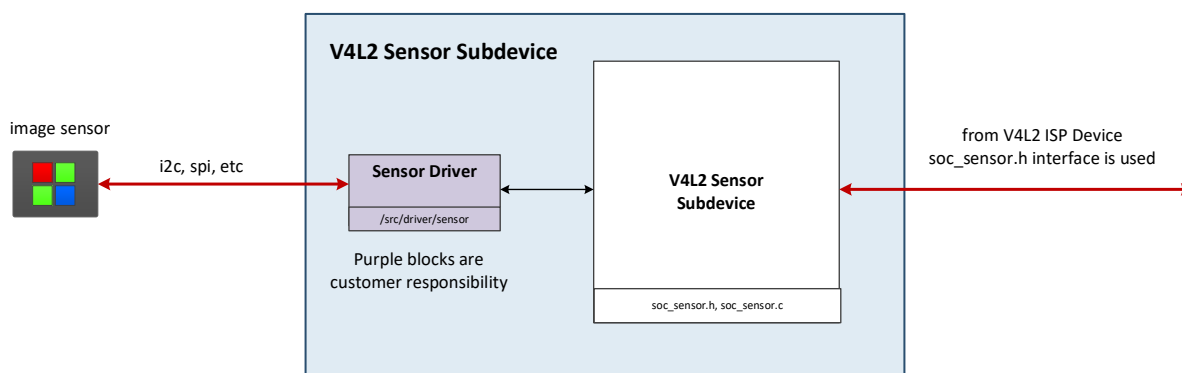 V4L2 Sensor Subdevice
image sensor
i2c, spi, etc
Sensor Driver
/src/driver/sensor
Purple blocks are
customer responsibility
V4L2 Sensor
Subdevice
soc_sensor.h, soc_sensor.c
from V4L2 ISP Device
soc_sensor.h interface is used